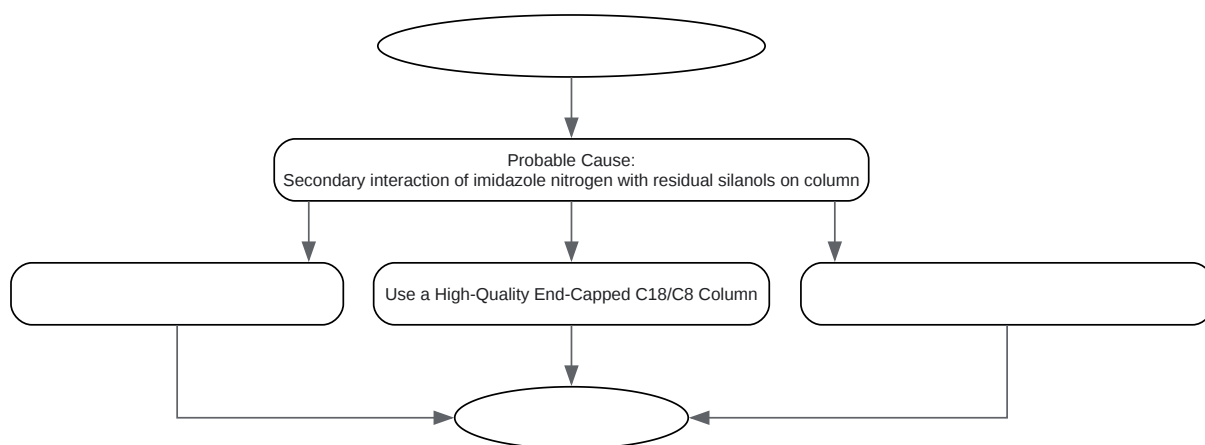 Probable Cause:
Secondary interaction of imidazole nitrogen with residual silanols on column
Use a High-Quality End-Capped C18/C8 Column